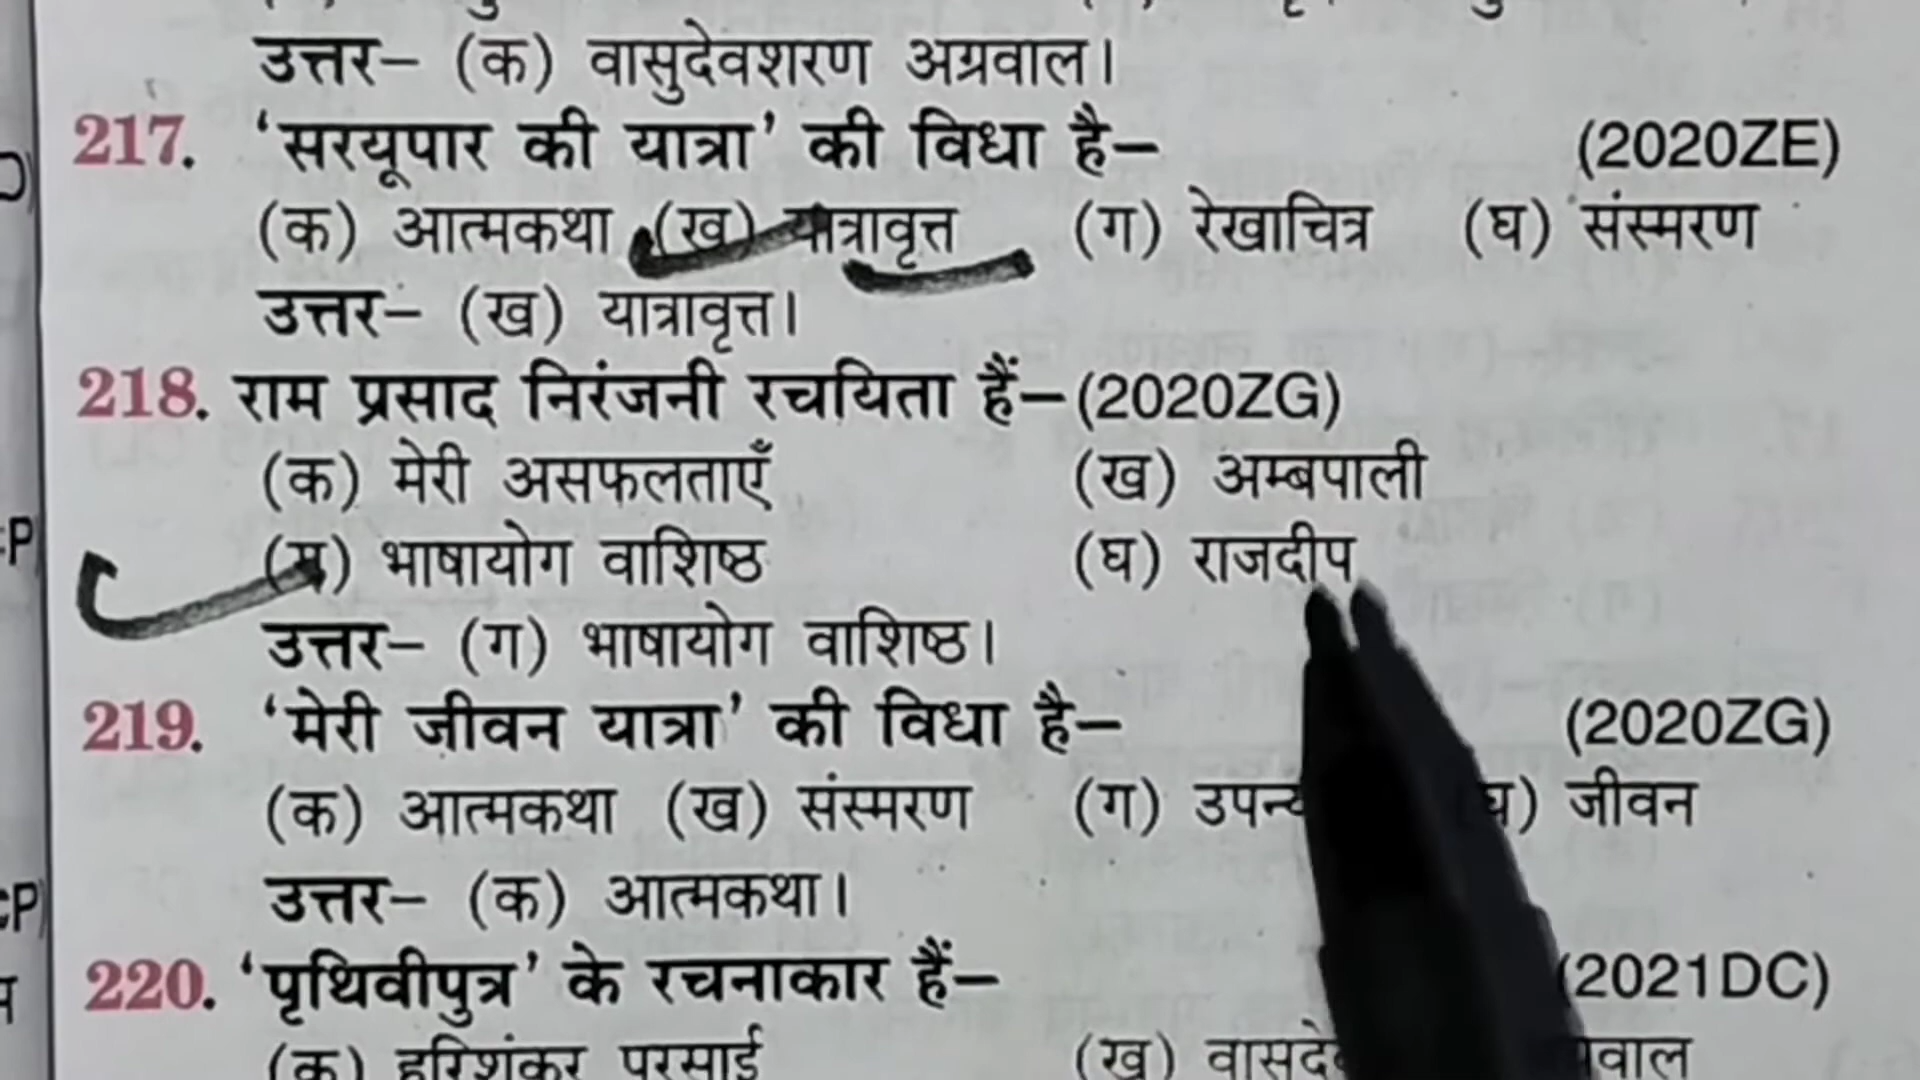 उत्तर– (क) वासुदेवशरण अग्रवाल।
217. ‘सरयूपार की यात्रा’ की विधा है– (2020ZE)
(क) आत्मकथा (ख) यात्रावृत्त (ग) रेखाचित्र (घ) संस्मरण
उत्तर– (ख) यात्रावृत्त।
218. राम प्रसाद निरंजनी रचयिता हैं–(2020ZG)
(क) मेरी असफलताएँ (ख) अम्बपाली
(ग) भाषायोग वाशिष्ठ (घ) राजदीप
उत्तर– (ग) भाषायोग वाशिष्ठ।
219. ‘मेरी जीवन यात्रा’ की विधा है– (2020ZG)
(क) आत्मकथा (ख) संस्मरण (ग) (घ) जीवन
उत्तर– (क) आत्मकथा।
220. ‘पृथिवीपुत्र’ के रचनाकार हैं– (2021DC)
(क) हरिशंकर परसाई (ख)